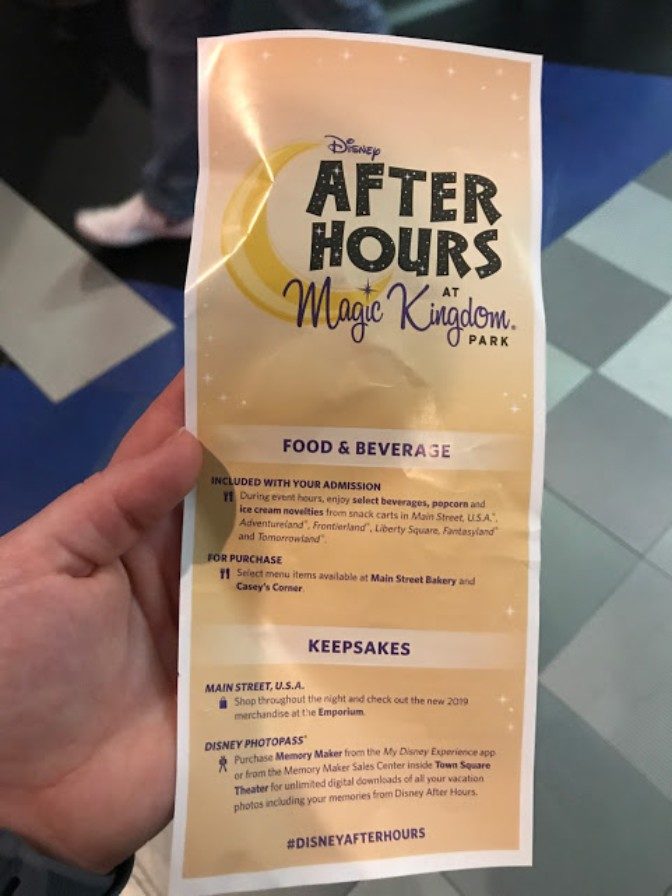 Disney
AFTER
HOURS
AT
Magic Kingdom®
PARK
FOOD & BEVERAGE
INCLUDED WITH YOUR ADMISSION
During event hours, enjoy select beverages, popcorn and
ice cream novelties from snack carts in Main Street, U.S.A.®,
Adventureland®, Frontierland®, Liberty Square, Fantasyland®
and Tomorrowland®.
FOR PURCHASE
Select menu items available at Main Street Bakery and
Casey's Corner.
KEEPSAKES
MAIN STREET, U.S.A.
Shop throughout the night and check out the new 2019
merchandise at the Emporium.
DISNEY PHOTOPASS®
Purchase Memory Maker from the My Disney Experience app
or from the Memory Maker Sales Center inside Town Square
Theater for unlimited digital downloads of all your vacation
photos including your memories from Disney After Hours.
#DISNEYAFTERHOURS